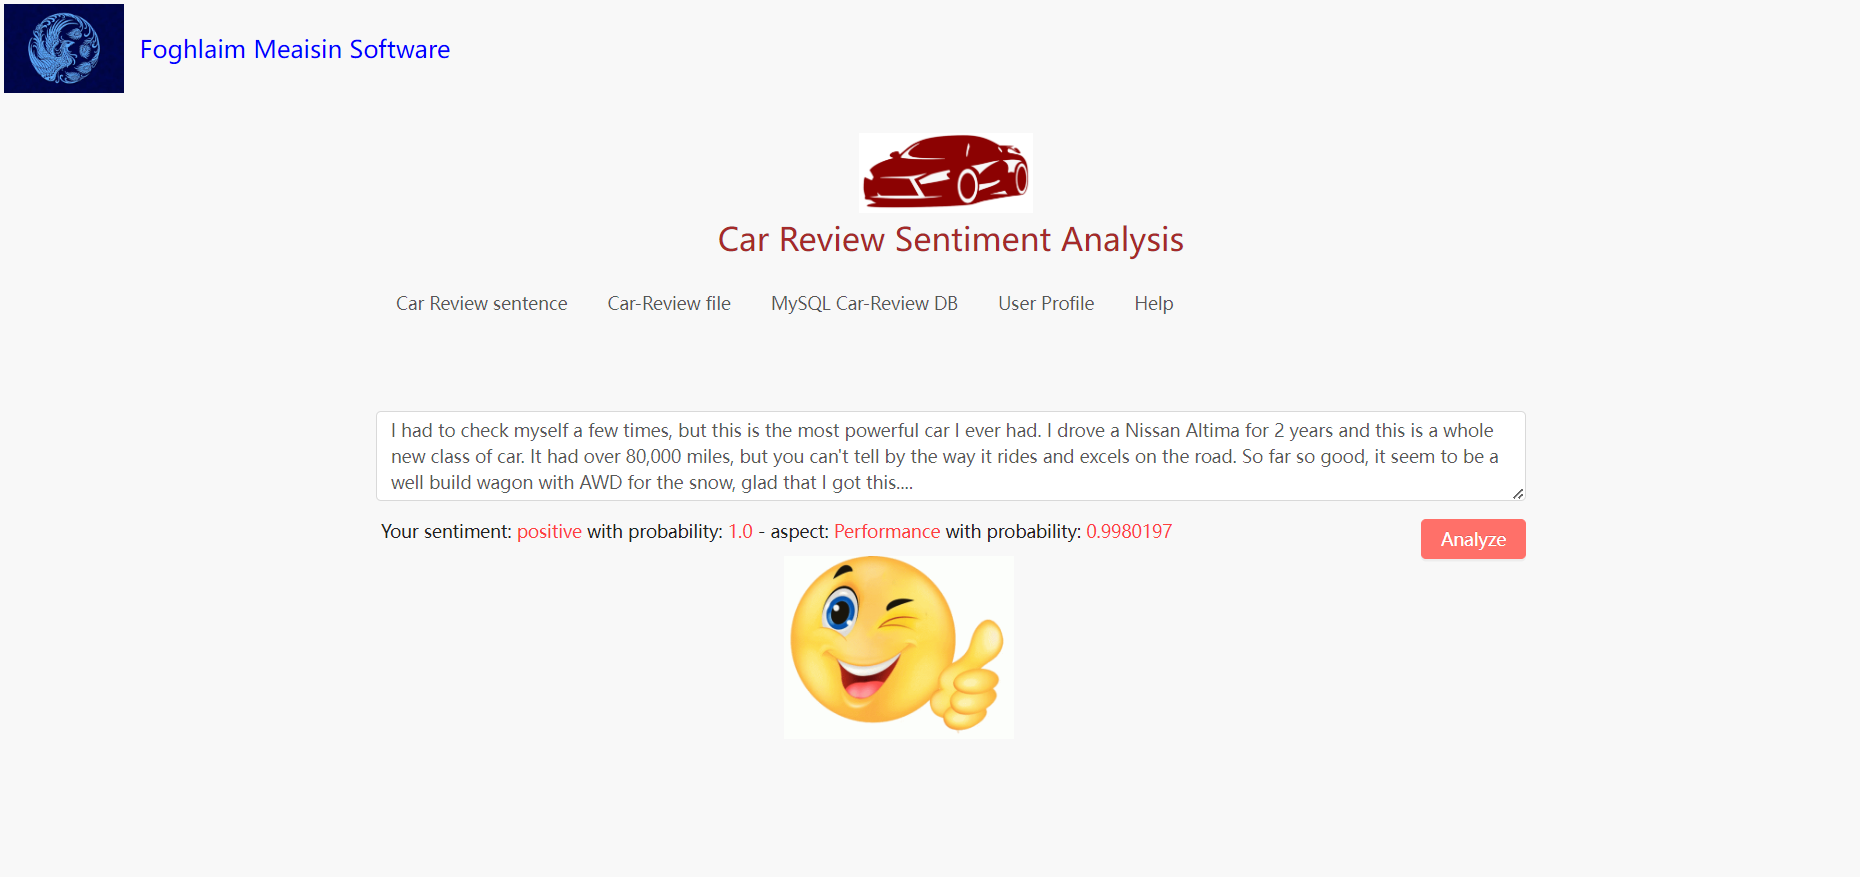 Foghlaim Meaisin Software
Car Review Sentiment Analysis
Car Review sentence Car-Review file MySQL Car-Review DB User Profile Help
I had to check myself a few times, but this is the most powerful car I ever had. I drove a Nissan Altima for 2 years and this is a whole
new class of car. It had over 80,000 miles, but you can't tell by the way it rides and excels on the road. So far so good, it seem to be a
well build wagon with AWD for the snow, glad that I got this....
Your sentiment: positive with probability: 1.0 - aspect: Performance with probability: 0.9980197
Analyze